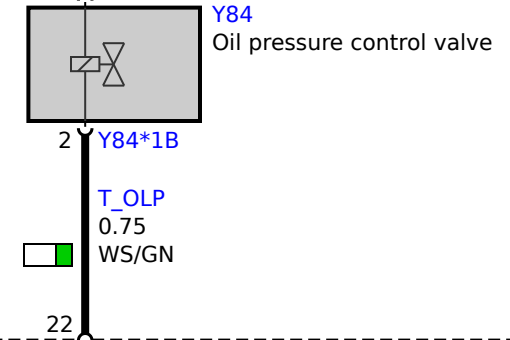 Y84
Oil pressure control valve
2 Y84*1B
T_OLP
0.75
WS/GN
22